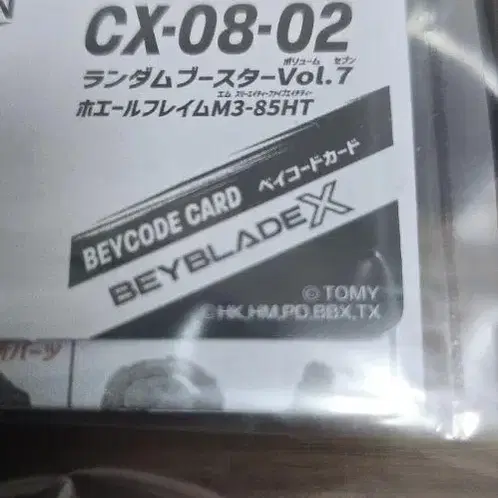 CX-08-02
ボリューム セブン
ランダムブースターVol.7
エム スリーエイティーファイブエイチティー
ホエールフレイムM3-85HT
BEYCODE CARD ベイコードカード
BEYBLADE X
© TOMY
©HK,HM,PD,BBX,TX
パーツ